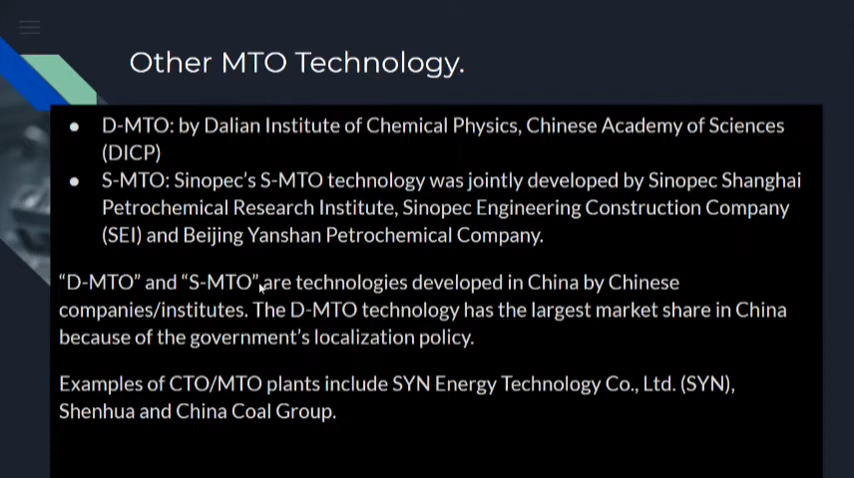 Other MTO Technology.
● D-MTO: by Dalian Institute of Chemical Physics, Chinese Academy of Sciences
(DICP)
● S-MTO: Sinopec’s S-MTO technology was jointly developed by Sinopec Shanghai
Petrochemical Research Institute, Sinopec Engineering Construction Company
(SEI) and Beijing Yanshan Petrochemical Company.
“D-MTO” and “S-MTO” are technologies developed in China by Chinese
companies/institutes. The D-MTO technology has the largest market share in China
because of the government’s localization policy.
Examples of CTO/MTO plants include SYN Energy Technology Co., Ltd. (SYN),
Shenhua and China Coal Group.